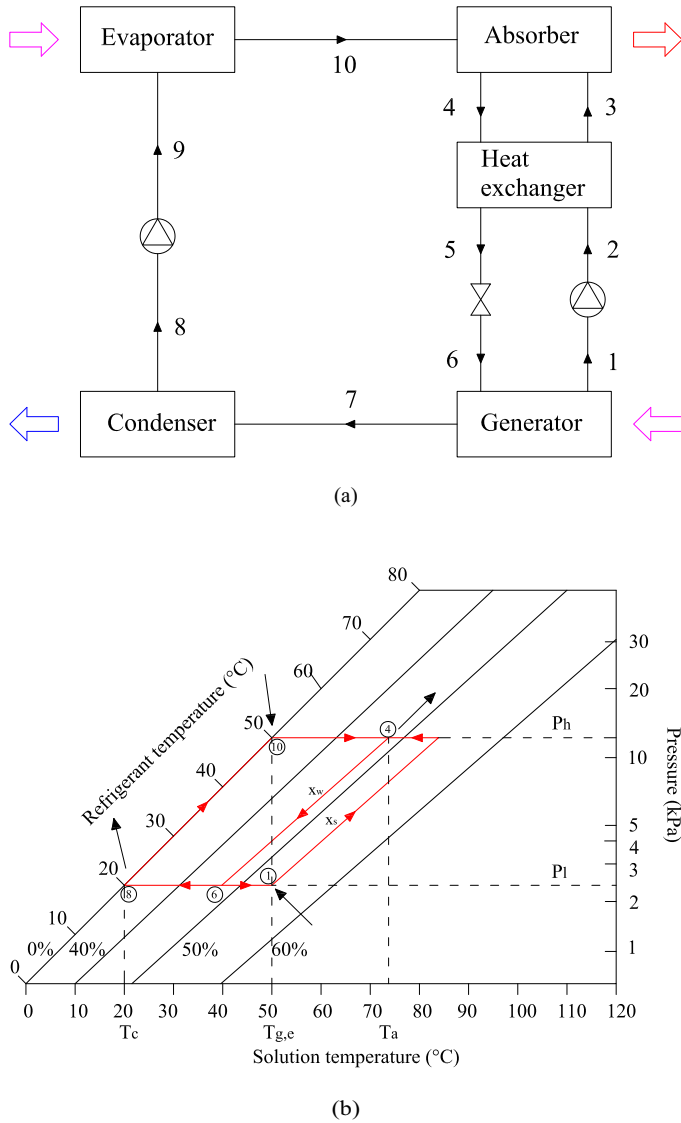 Evaporator
10
Absorber
4
3
9
Heat
exchanger
5
2
8
6
1
Condenser
7
Generator
(a)
80
70
60
50
40
30
20
10
0
Refrigerant temperature (°C)
30
20
10
5
4
3
2
1
Pressure (kPa)
Ph
Pl
4
10
xw
xs
1
8
6
0%
40%
50%
60%
0 10 20 30 40 50 60 70 80 90 100 110 120
Tc Tg,e Ta
Solution temperature (°C)
(b)